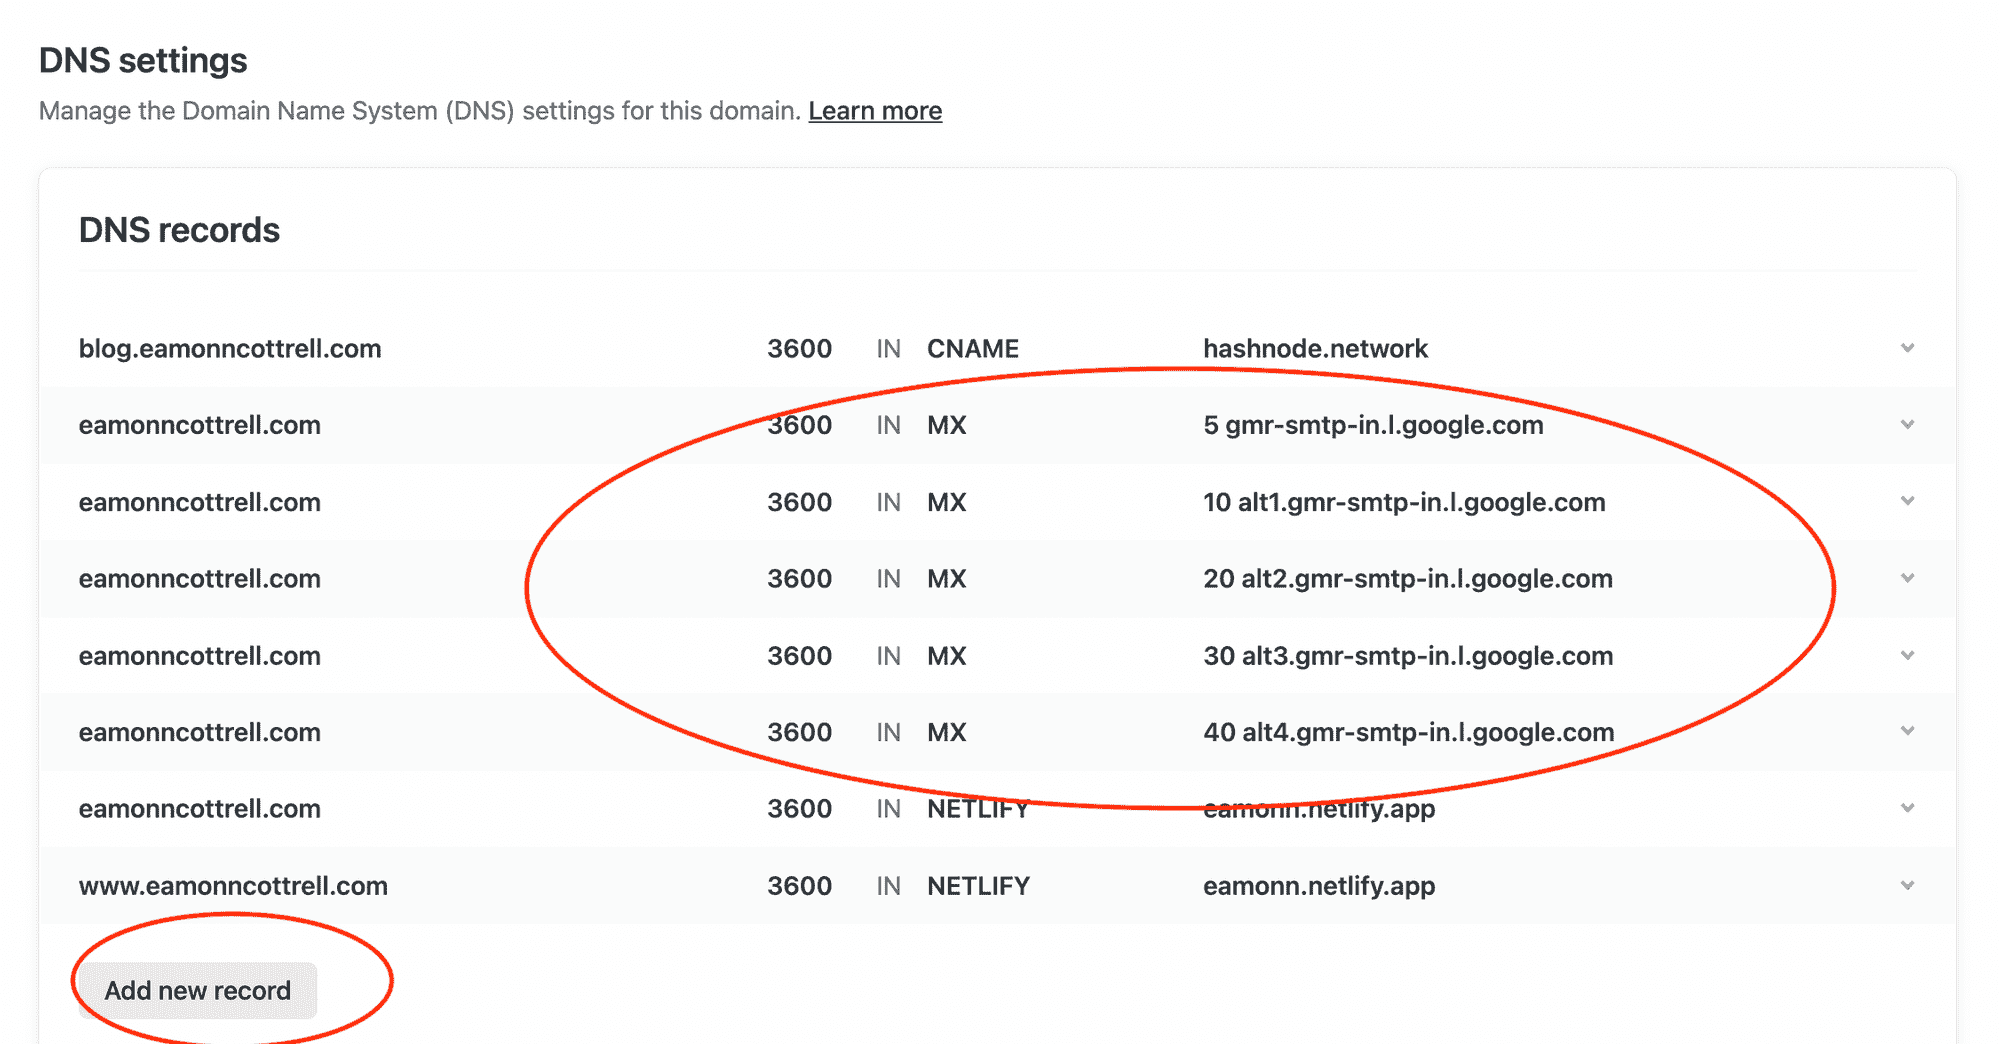 DNS settings
Manage the Domain Name System (DNS) settings for this domain. Learn more
DNS records
blog.eamonncottrell.com 3600 IN CNAME hashnode.network
eamonncottrell.com 3600 IN MX 5 gmr-smtp-in.l.google.com
eamonncottrell.com 3600 IN MX 10 alt1.gmr-smtp-in.l.google.com
eamonncottrell.com 3600 IN MX 20 alt2.gmr-smtp-in.l.google.com
eamonncottrell.com 3600 IN MX 30 alt3.gmr-smtp-in.l.google.com
eamonncottrell.com 3600 IN MX 40 alt4.gmr-smtp-in.l.google.com
eamonncottrell.com 3600 IN NETLIFY eamonn.netlify.app
www.eamonncottrell.com 3600 IN NETLIFY eamonn.netlify.app
Add new record